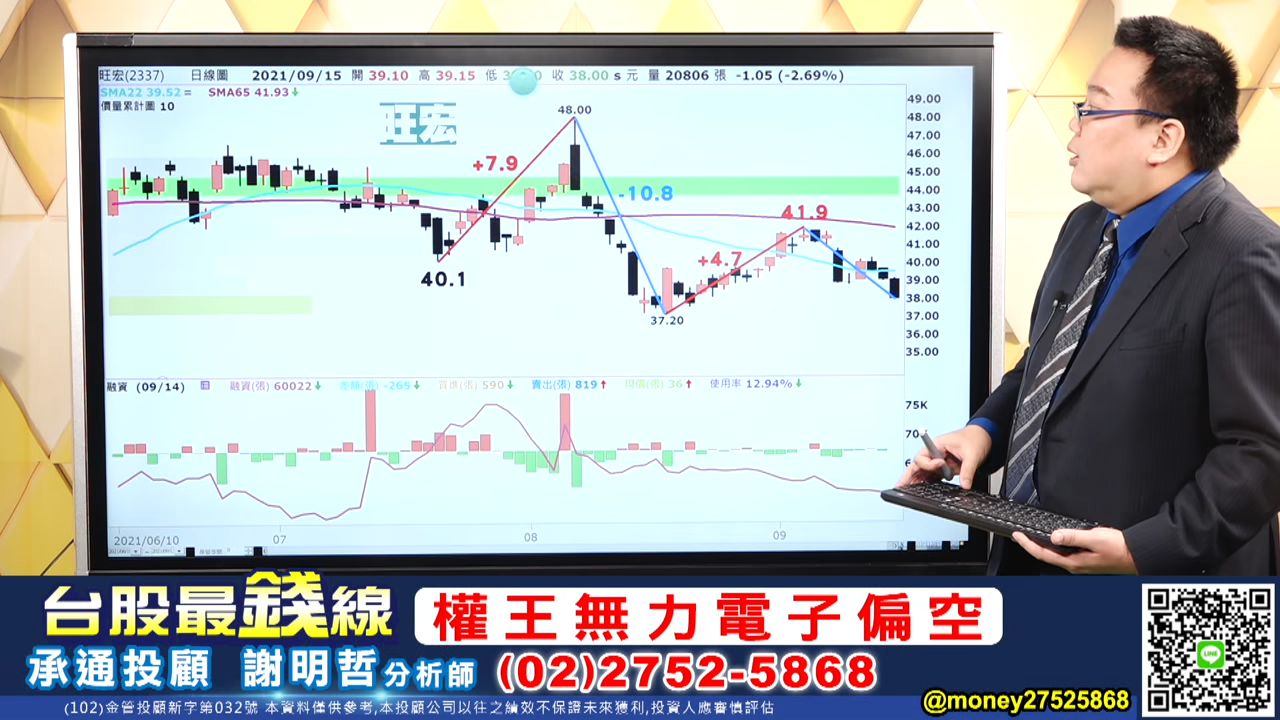 旺宏(2337) 日線圖 2021/09/15 開 39.10 高 39.15 低 收 38.00 s 元 量 20806 張 -1.05 (-2.69%)
SMA22 39.52 = SMA65 41.93↓
價量累計圖 10
旺宏
49.00
48.00
47.00
46.00
45.00
44.00
43.00
42.00
41.00
40.00
39.00
38.00
37.00
36.00
35.00
48.00
+7.9
-10.8
41.9
+4.7
40.1
37.20
融資 (09/14) 融資(張) 60022↓ 差額(張) -265↓ 買進(張) 590↓ 賣出(張) 819↑ 現償(張) 36↑ 使用率 12.94%↓
75K
70
2021/06/10 07 08 09
台股最錢線
權王無力電子偏空
承通投顧 謝明哲分析師 (02)2752-5868
(102)金管投顧新字第032號 本資料僅供參考,本投顧公司以往之績效不保證未來獲利,投資人應審慎評估
LINE
@money27525868